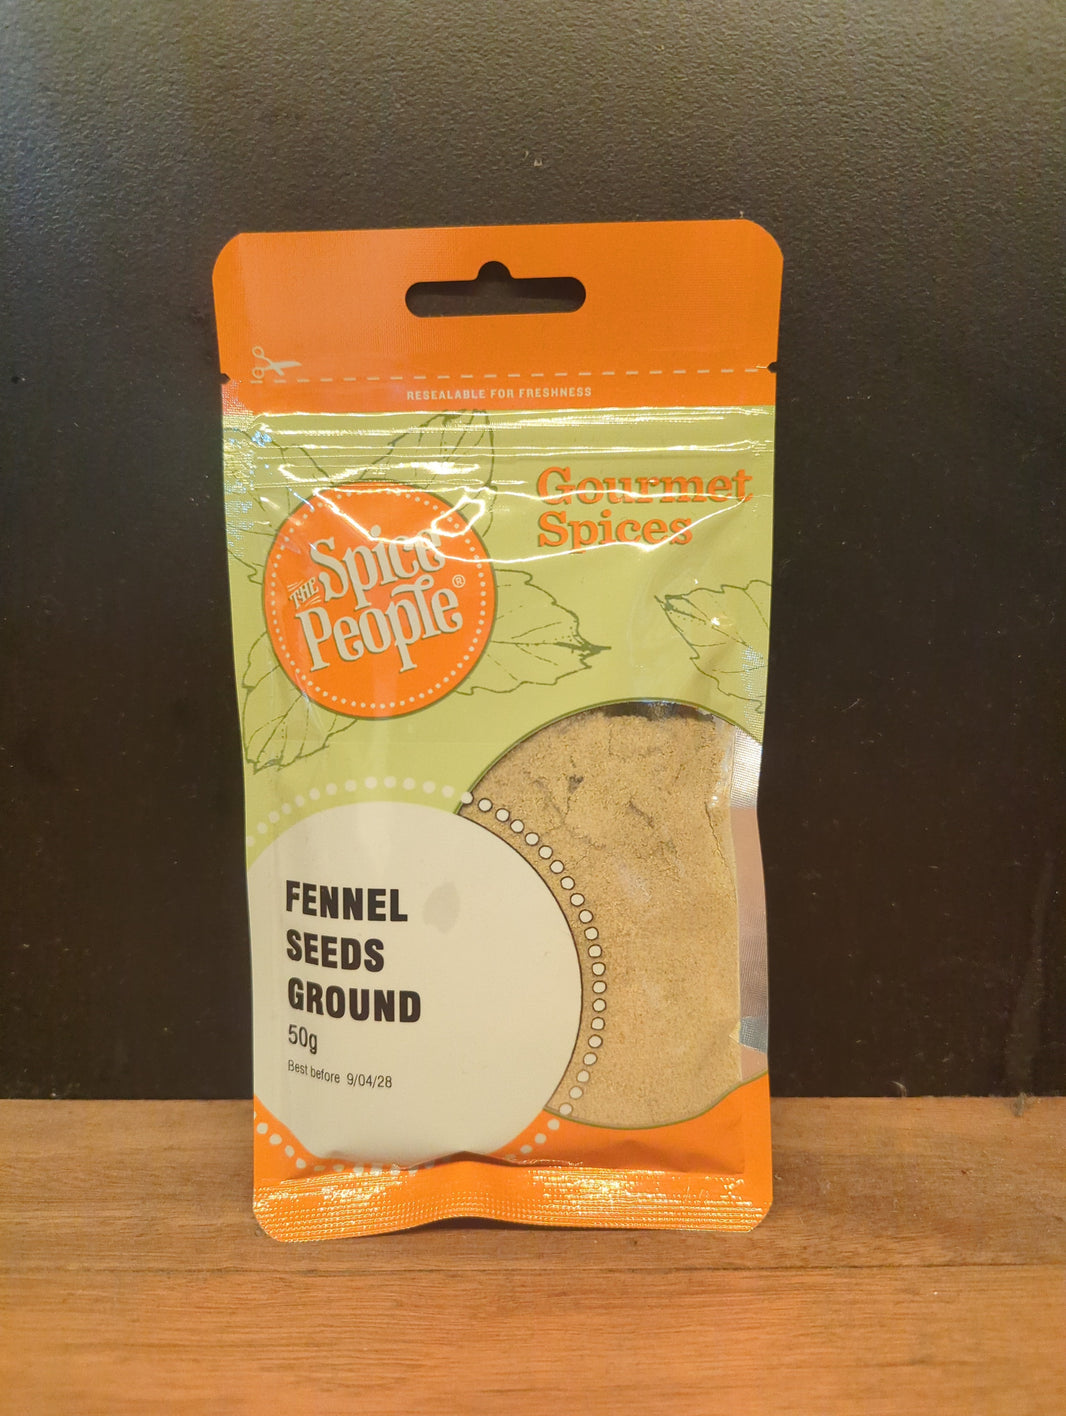 RESEALABLE FOR FRESHNESS
Gourmet
Spices
THE Spice
People®
FENNEL
SEEDS
GROUND
50g
Best before 9/04/28